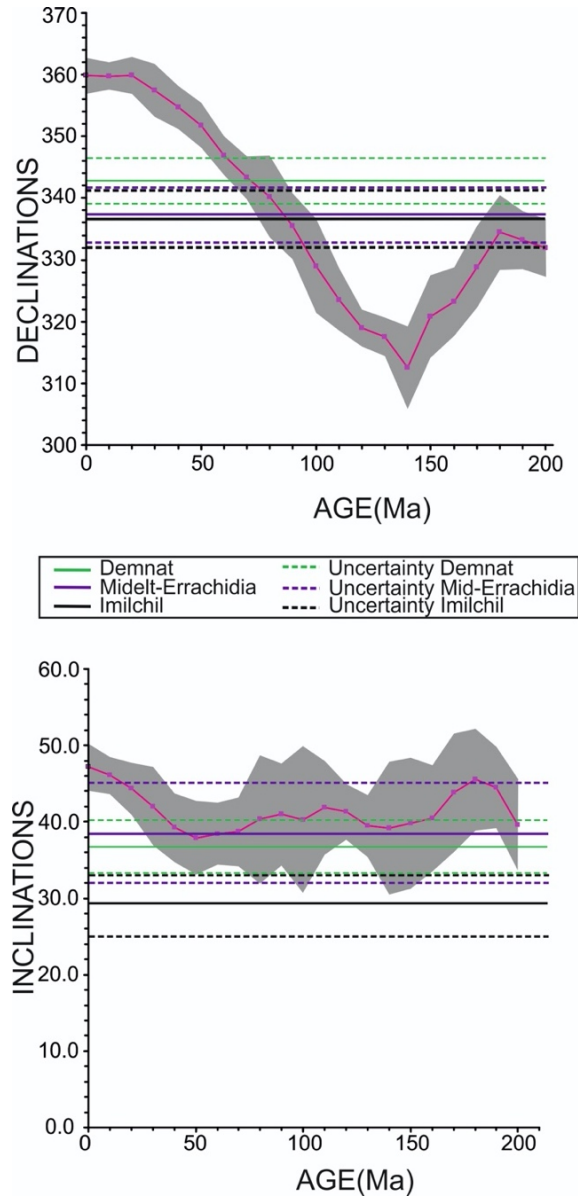 370
360
350
340
330
320
310
300
DECLINATIONS
0 50 100 150 200
AGE(Ma)
Demnat Uncertainty Demnat
Midelt-Errachidia Uncertainty Mid-Errachidia
Imilchil Uncertainty Imilchil
60.0
50.0
40.0
30.0
20.0
10.0
0.0
INCLINATIONS
0 50 100 150 200
AGE(Ma)